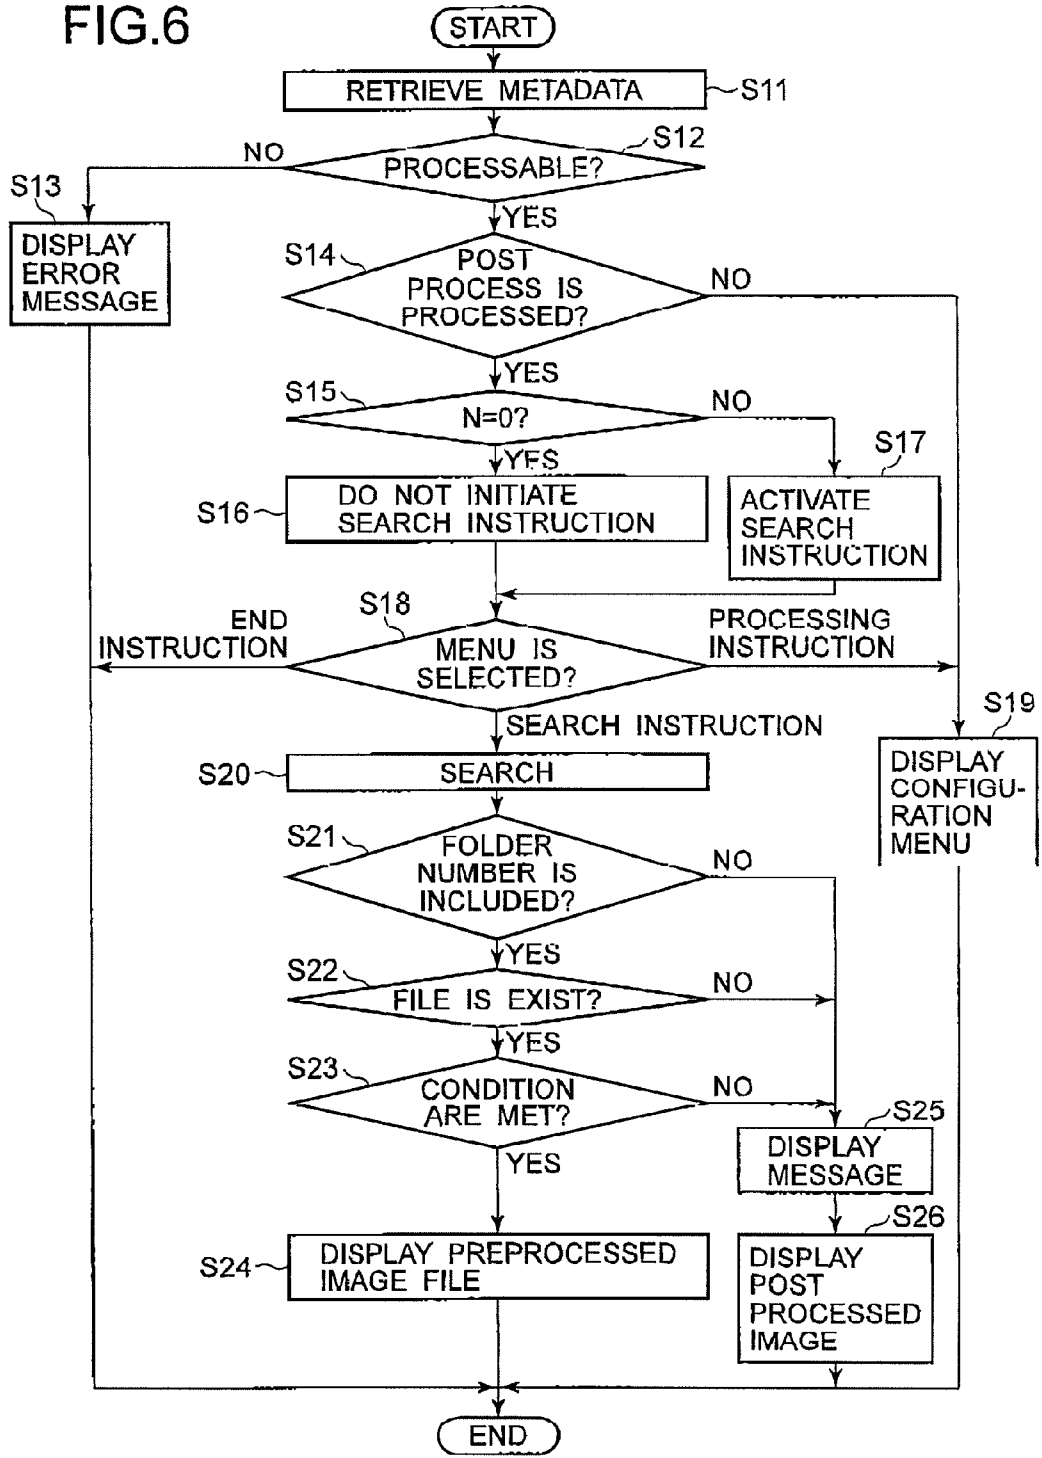 FIG.6
START
RETRIEVE METADATA
S11
S12
PROCESSABLE?
NO
S13
DISPLAY
ERROR
MESSAGE
YES
S14
POST
PROCESS IS
PROCESSED?
NO
YES
S15
N=0?
NO
YES
S16
DO NOT INITIATE
SEARCH INSTRUCTION
S17
ACTIVATE
SEARCH
INSTRUCTION
S18
MENU IS
SELECTED?
END
INSTRUCTION
PROCESSING
INSTRUCTION
SEARCH INSTRUCTION
S19
DISPLAY
CONFIGU-
RATION
MENU
S20
SEARCH
S21
FOLDER
NUMBER IS
INCLUDED?
NO
YES
S22
FILE IS EXIST?
NO
YES
S23
CONDITION
ARE MET?
NO
YES
S25
DISPLAY
MESSAGE
S24
DISPLAY PREPROCESSED
IMAGE FILE
S26
DISPLAY
POST
PROCESSED
IMAGE
END